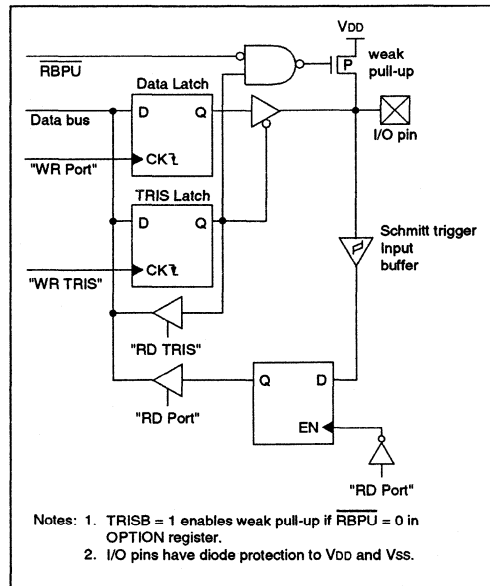 VDD
RBPU
weak
pull-up
P
Data Latch
Data bus
D
Q
I/O pin
"WR Port"
CK
TRIS Latch
D
Q
Schmitt trigger
input
buffer
"WR TRIS"
CK
"RD TRIS"
Q
D
"RD Port"
EN
"RD Port"
Notes: 1. TRISB = 1 enables weak pull-up if RBPU = 0 in
OPTION register.
2. I/O pins have diode protection to VDD and VSS.